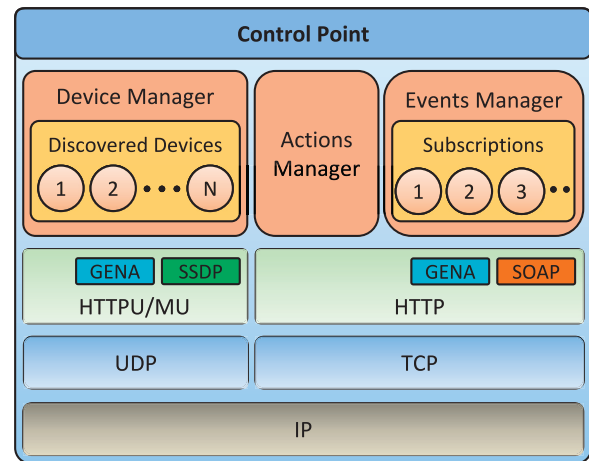 Control Point
Device Manager
Discovered Devices
1 2 ••• N
Actions
Manager
Events Manager
Subscriptions
1 2 3 ••
GENA SSDP
HTTPU/MU
GENA SOAP
HTTP
UDP
TCP
IP